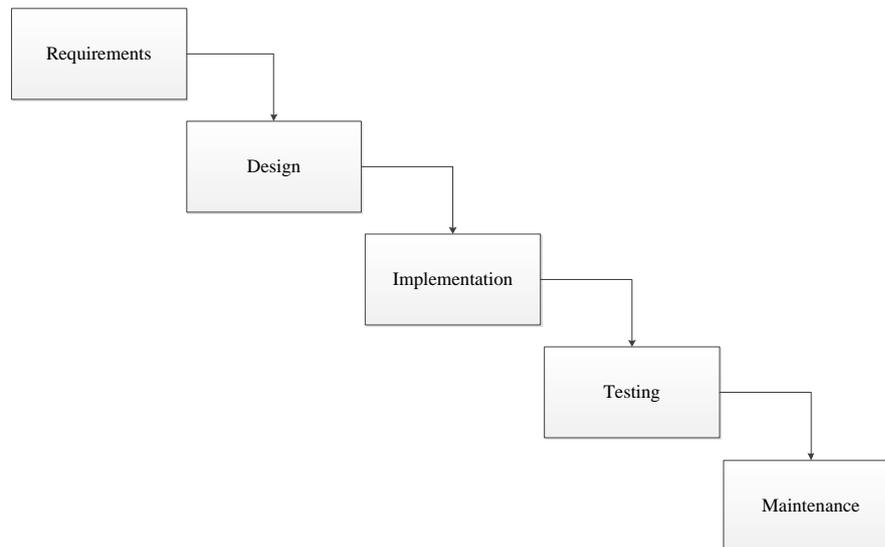 Requirements
Design
Implementation
Testing
Maintenance